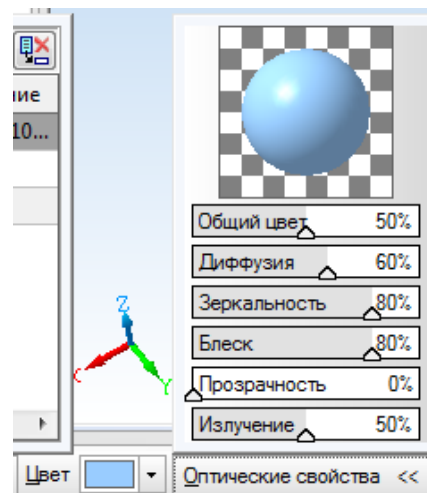 ие
10...
Общий цвет 50%
Диффузия 60%
Зеркальность 80%
Блеск 80%
Прозрачность 0%
Излучение 50%
Z
Y
Цвет
Оптические свойства <<